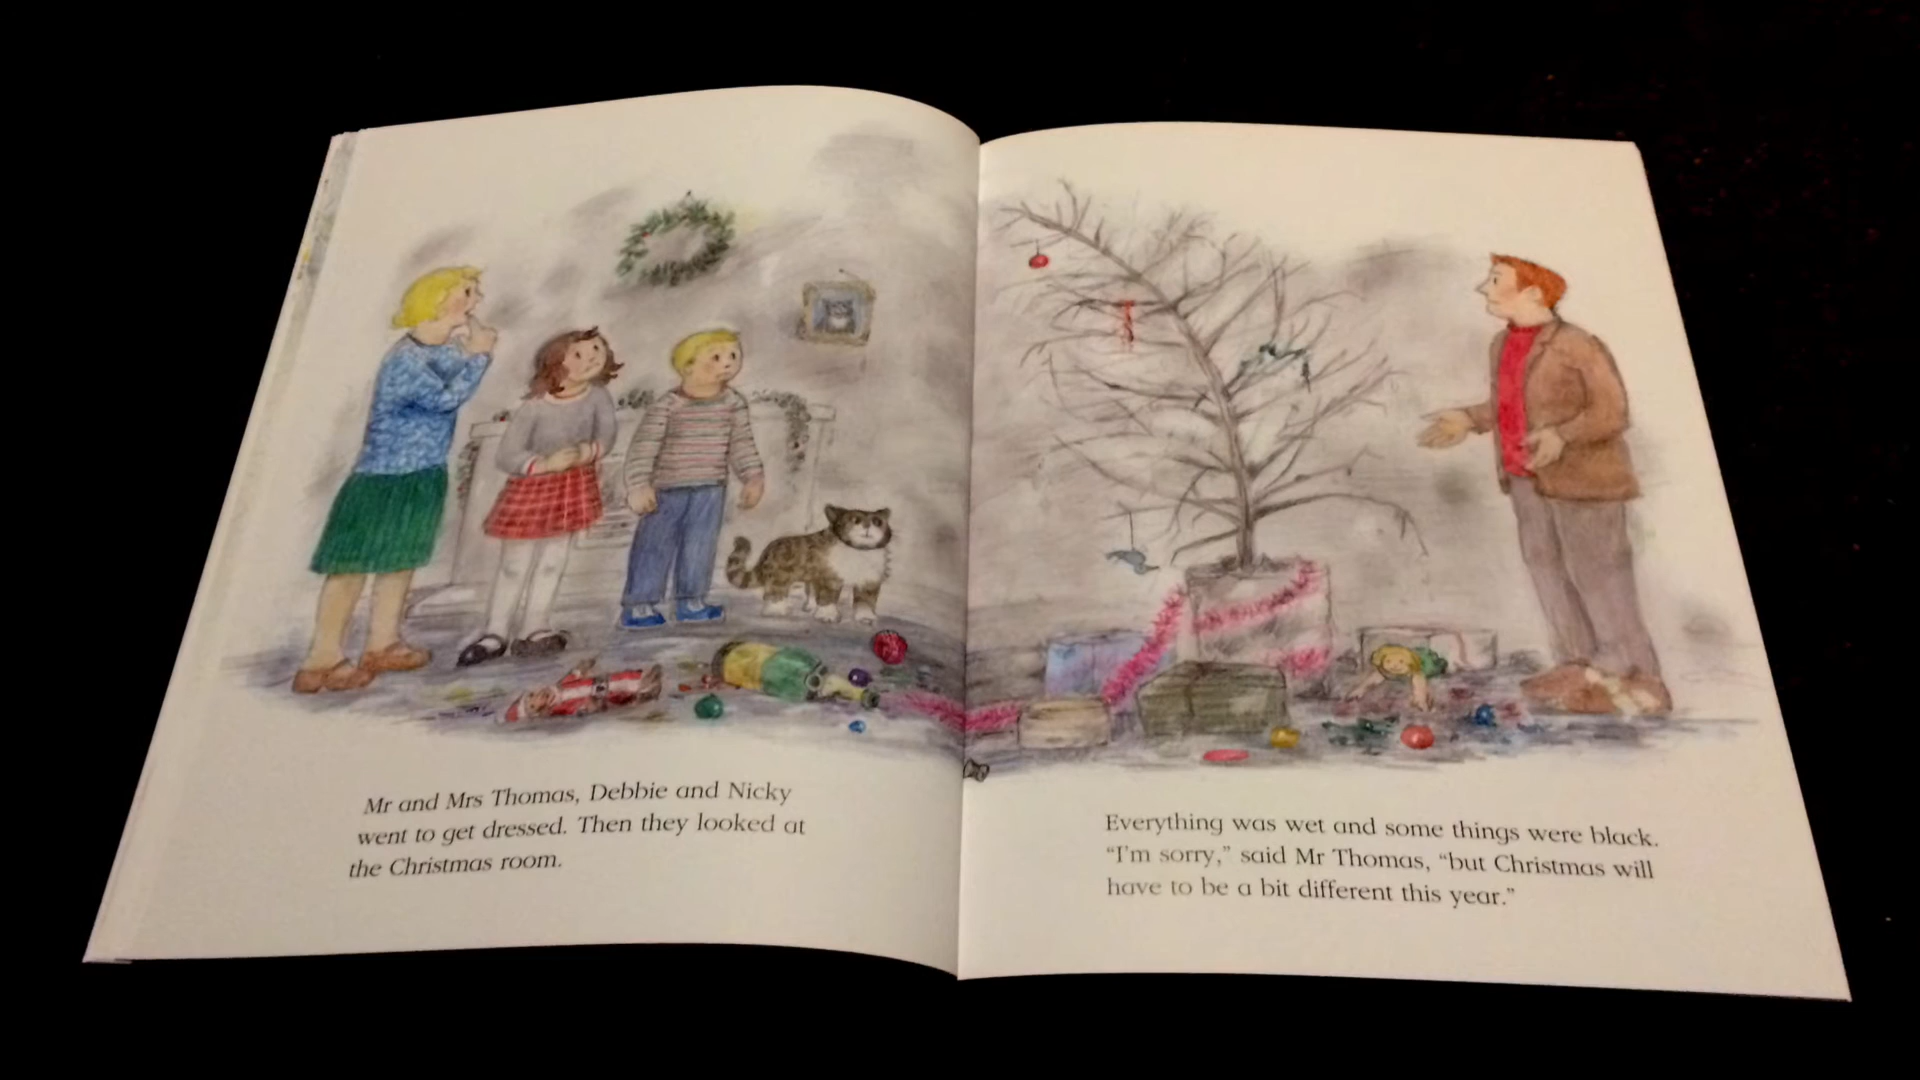 Mr and Mrs Thomas, Debbie and Nicky
went to get dressed. Then they looked at
the Christmas room.
Everything was wet and some things were black.
“I’m sorry,” said Mr Thomas, “but Christmas will
have to be a bit different this year.”